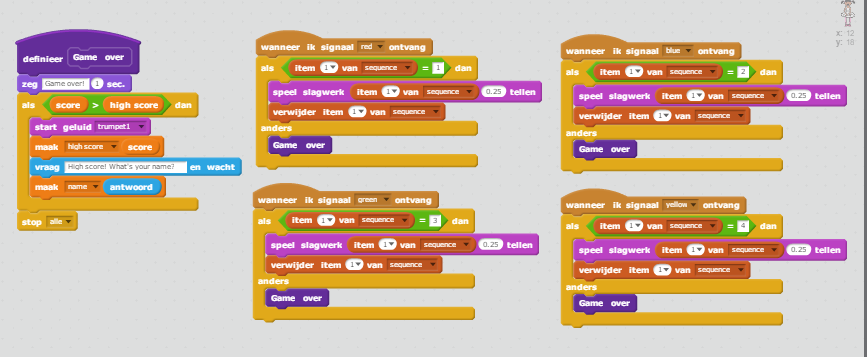 definieer Game over
zeg Game over! 1 sec.
als score > high score dan
start geluid trumpet1
maak high score score
vraag High score! What's your name? en wacht
maak name antwoord
stop alle
wanneer ik signaal red ontvang
als item 1 van sequence = 1 dan
speel slagwerk item 1 van sequence 0.25 tellen
verwijder item 1 van sequence
anders
Game over
wanneer ik signaal green ontvang
als item 1 van sequence = 3 dan
speel slagwerk item 1 van sequence 0.25 tellen
verwijder item 1 van sequence
anders
Game over
wanneer ik signaal blue ontvang
als item 1 van sequence = 2 dan
speel slagwerk item 1 van sequence 0.25 tellen
verwijder item 1 van sequence
anders
Game over
wanneer ik signaal yellow ontvang
als item 1 van sequence = 4 dan
speel slagwerk item 1 van sequence 0.25 tellen
verwijder item 1 van sequence
anders
Game over
x: 12
y: 18